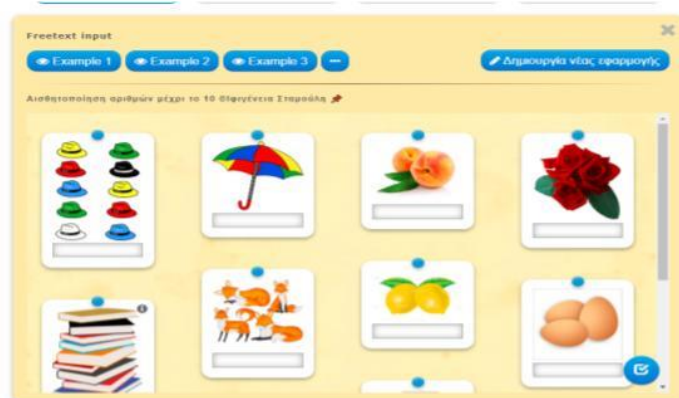 Freetext input
Example 1 Example 2 Example 3 Δημιουργία νέας εφαρμογής
Αισθητοποίηση αριθμών μέχρι το 10 ©Ιφιγένεια Σταμούλη